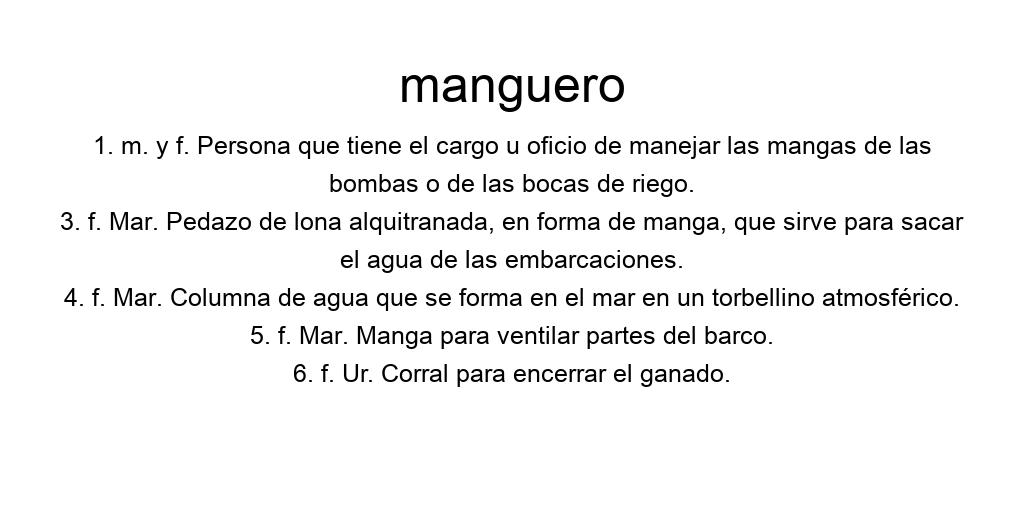 manguero
1. m. y f. Persona que tiene el cargo u oficio de manejar las mangas de las
bombas o de las bocas de riego.
3. f. Mar. Pedazo de lona alquitranada, en forma de manga, que sirve para sacar
el agua de las embarcaciones.
4. f. Mar. Columna de agua que se forma en el mar en un torbellino atmosférico.
5. f. Mar. Manga para ventilar partes del barco.
6. f. Ur. Corral para encerrar el ganado.